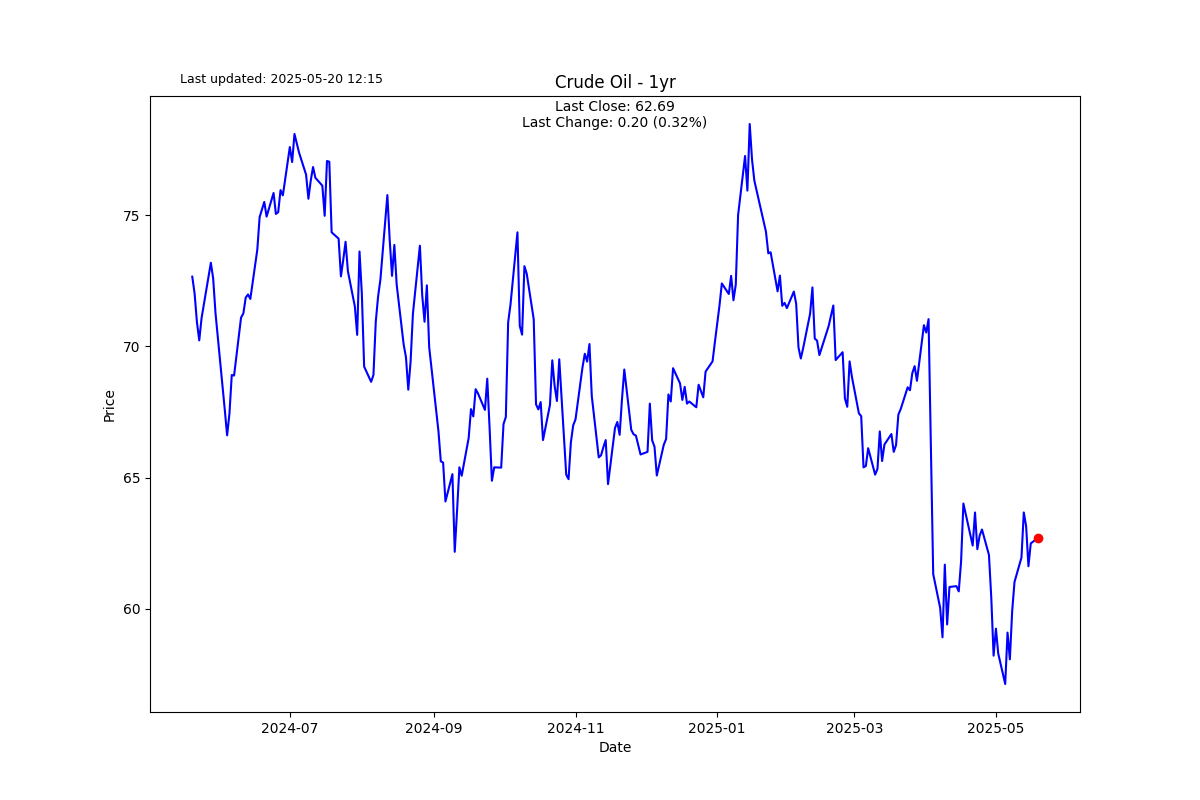 Last updated: 2025-05-20 12:15
Crude Oil - 1yr
Last Close: 62.69
Last Change: 0.20 (0.32%)
75
70
65
60
Price
2024-07
2024-09
2024-11
2025-01
2025-03
2025-05
Date